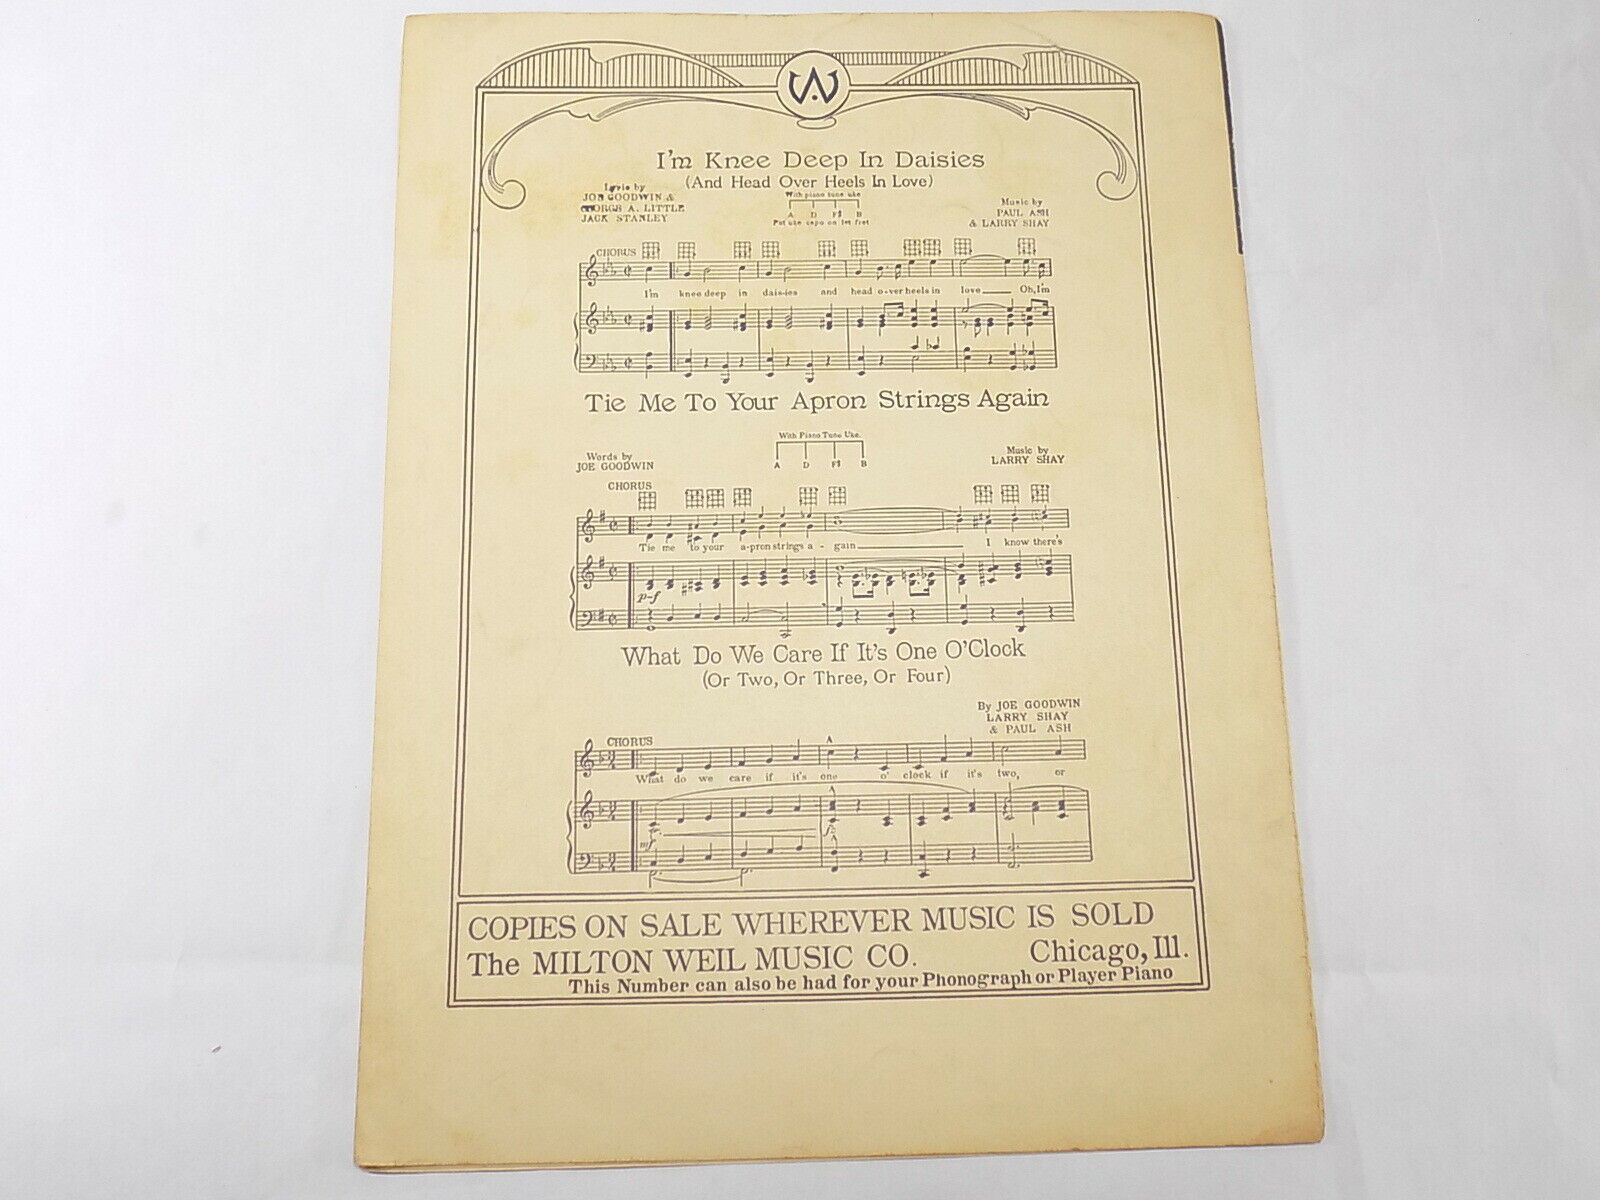 W
I'm Knee Deep In Daisies
(And Head Over Heels In Love)
Lyric by
JOE GOODWIN &
GEORGE A. LITTLE
JACK STANLEY
With piano tune uke
A D F# B
Put uke capo on 1st fret
Music by
PAUL ASH
& LARRY SHAY
CHORUS
I'm knee deep in dais-ies and head o-ver heels in love Oh, I'm
Tie Me To Your Apron Strings Again
Words by
JOE GOODWIN
With Piano Tune Uke.
A D F# B
Music by
LARRY SHAY
CHORUS
Tie me to your a-pron strings a-gain I know there's
p-f
What Do We Care If It's One O'Clock
(Or Two, Or Three, Or Four)
By JOE GOODWIN
LARRY SHAY
& PAUL ASH
CHORUS
What do we care if it's one o' clock if it's two, or
mf
COPIES ON SALE WHEREVER MUSIC IS SOLD
The MILTON WEIL MUSIC CO. Chicago, Ill.
This Number can also be had for your Phonograph or Player Piano